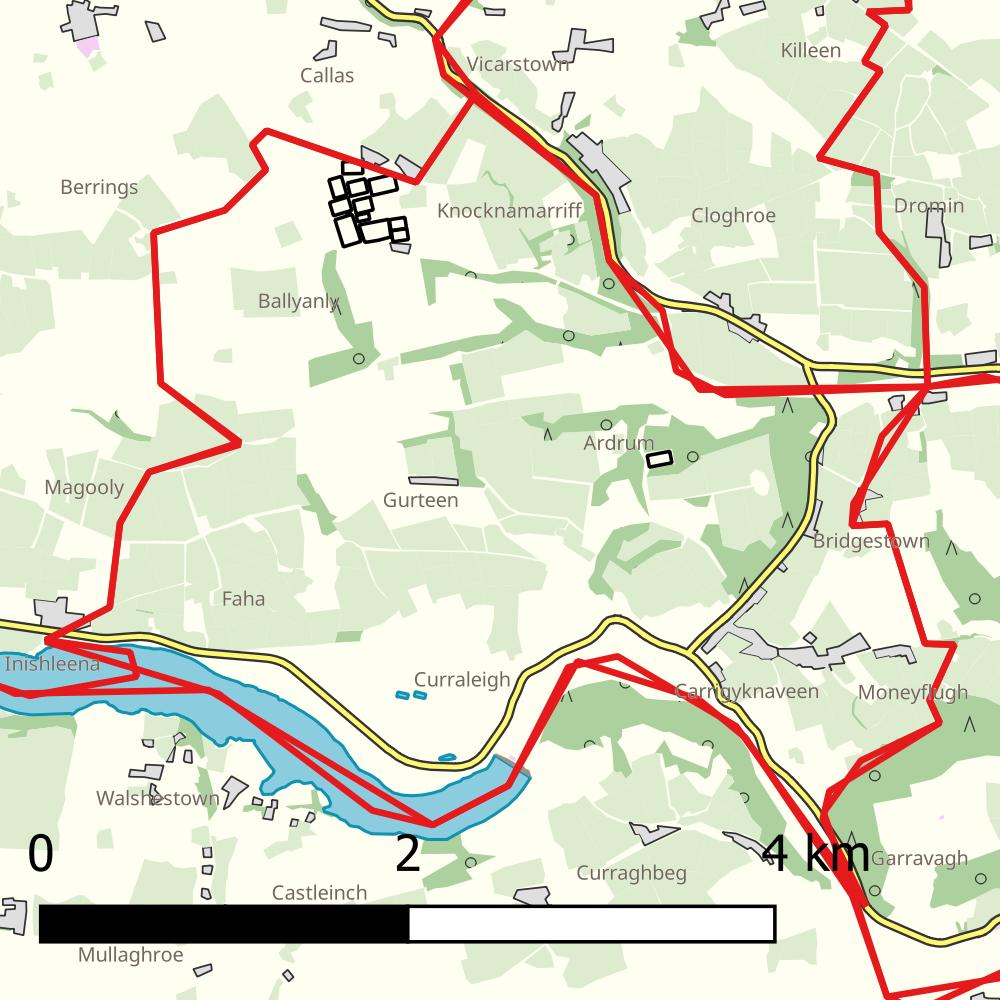 Killeen
Vicarstown
Callas
Berrings
Dromin
Knocknamarriff
Cloghroe
Ballyanly
Ardrum
Magooly
Gurteen
Bridgestown
Faha
Inishleena
Curraleigh
Carrigyknaveen
Moneyflugh
Walshestown
0 2 4 km
Garravagh
Curraghbeg
Castleinch
Mullaghroe